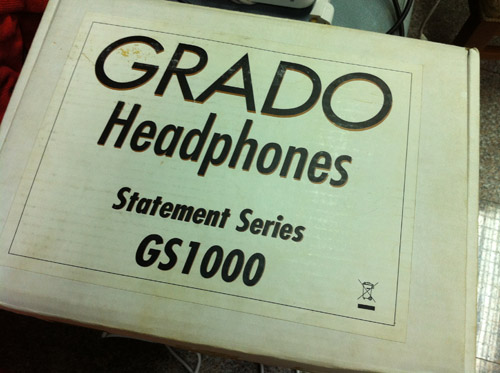 GRADO
Headphones
Statement Series
GS1000